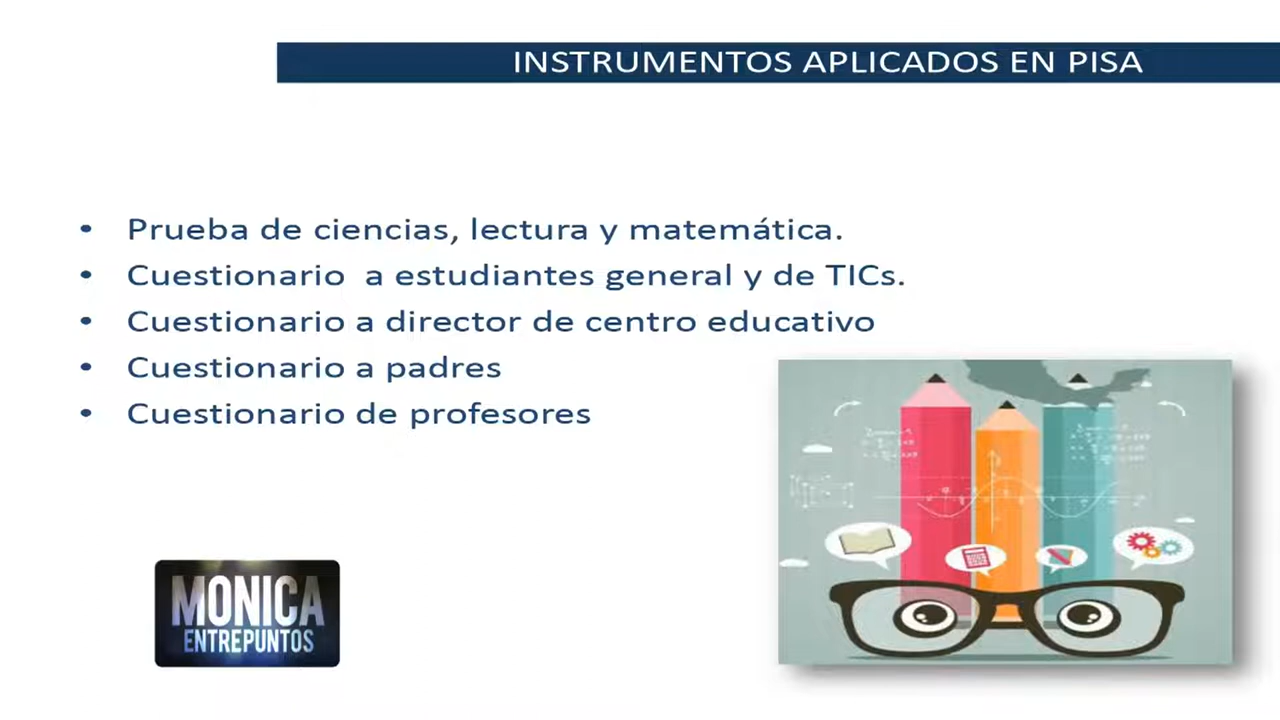 INSTRUMENTOS APLICADOS EN PISA
• Prueba de ciencias, lectura y matemática.
• Cuestionario a estudiantes general y de TICs.
• Cuestionario a director de centro educativo
• Cuestionario a padres
• Cuestionario de profesores
MONICA
ENTREPUNTOS